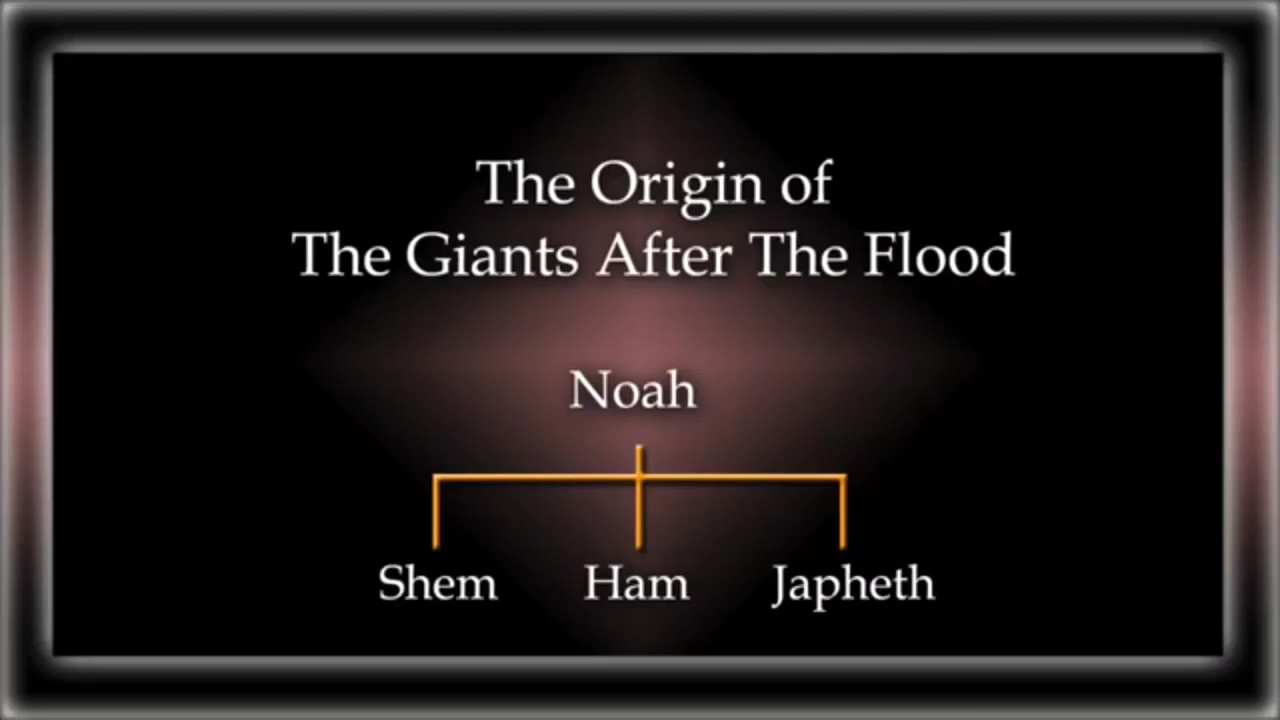 The Origin of
The Giants After The Flood
Noah
Shem Ham Japheth